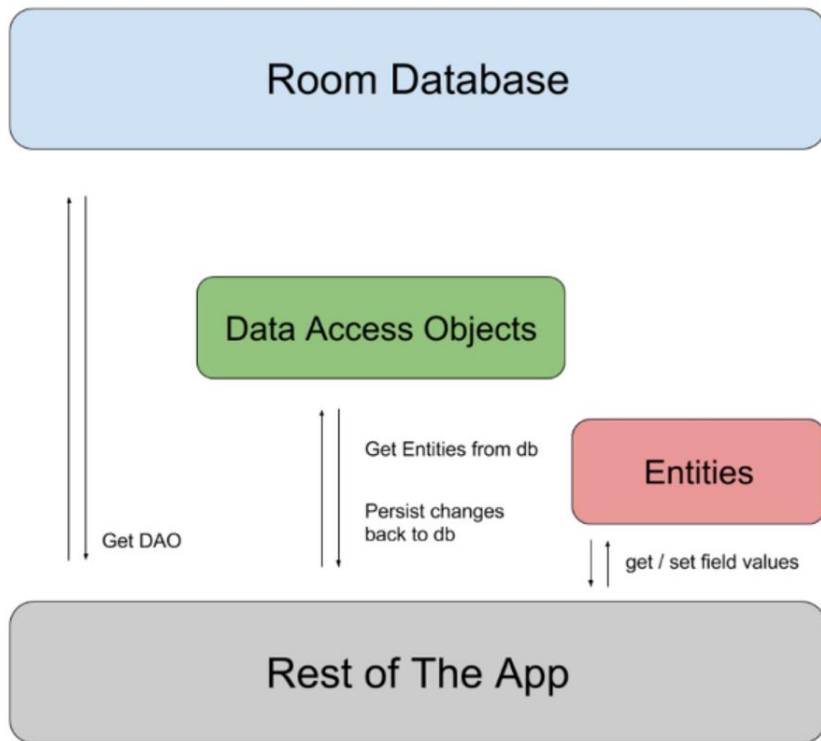 Room Database
Data Access Objects
Get Entities from db
Entities
Persist changes
back to db
Get DAO
get / set field values
Rest of The App